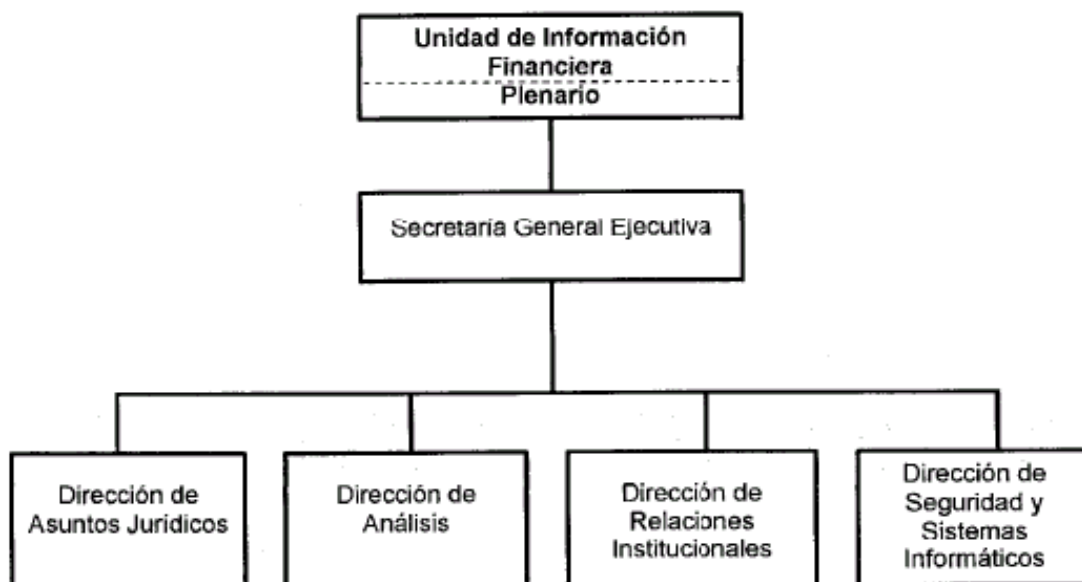 Unidad de Información
Financiera
Plenario
Secretaría General Ejecutiva
Dirección de
Asuntos Jurídicos
Dirección de
Análisis
Dirección de
Relaciones
Institucionales
Dirección de
Seguridad y
Sistemas
Informáticos